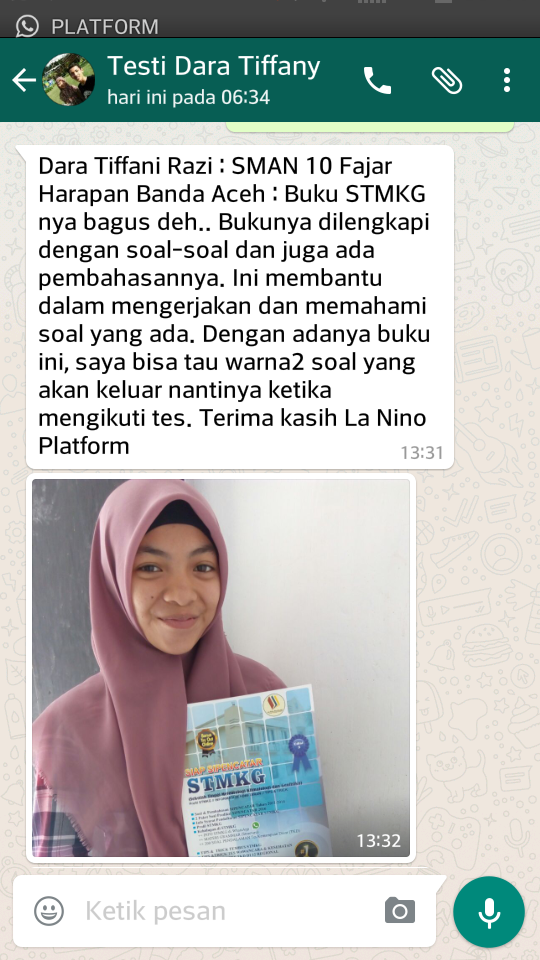 PLATFORM
Testi Dara Tiffany
hari ini pada 06:34
Dara Tiffani Razi : SMAN 10 Fajar
Harapan Banda Aceh : Buku STMKG
nya bagus deh.. Bukunya dilengkapi
dengan soal-soal dan juga ada
pembahasannya. Ini membantu
dalam mengerjakan dan memahami
soal yang ada. Dengan adanya buku
ini, saya bisa tau warna2 soal yang
akan keluar nantinya ketika
mengikuti tes. Terima kasih La Nino
Platform
13:31
STMKG
13:32
Ketik pesan